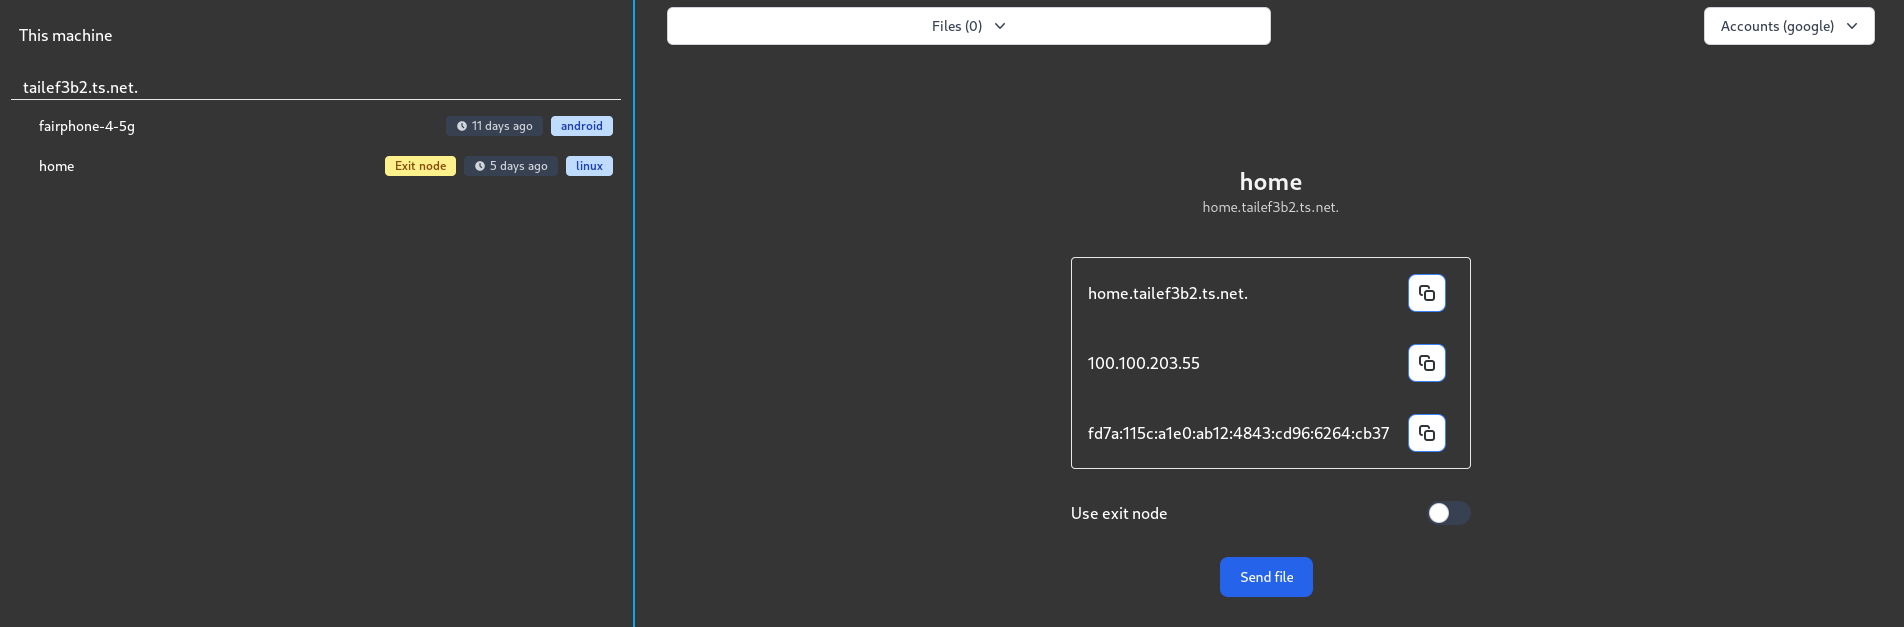 This machine
tailef3b2.ts.net.
fairphone-4-5g 11 days ago android
home Exit node 5 days ago linux
Files (0) Accounts (google)
home
home.tailef3b2.ts.net.
home.tailef3b2.ts.net.
100.100.203.55
fd7a:115c:a1e0:ab12:4843:cd96:6264:cb37
Use exit node
Send file